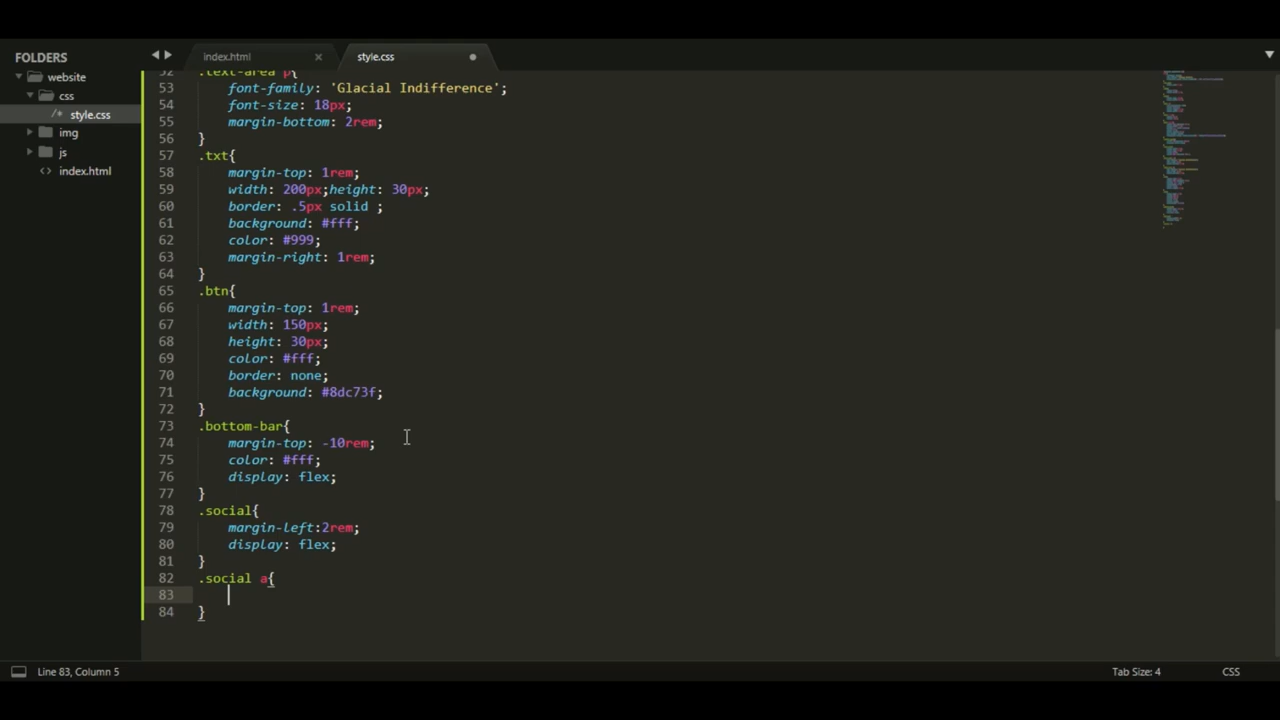 FOLDERS
website
css
/* style.css
img
js
<> index.html
index.html ×
style.css
52 .text-area p{
53 font-family: 'Glacial Indifference';
54 font-size: 18px;
55 margin-bottom: 2rem;
56 }
57 .txt{
58 margin-top: 1rem;
59 width: 200px;height: 30px;
60 border: .5px solid ;
61 background: #fff;
62 color: #999;
63 margin-right: 1rem;
64 }
65 .btn{
66 margin-top: 1rem;
67 width: 150px;
68 height: 30px;
69 color: #fff;
70 border: none;
71 background: #8dc73f;
72 }
73 .bottom-bar{
74 margin-top: -10rem;
75 color: #fff;
76 display: flex;
77 }
78 .social{
79 margin-left:2rem;
80 display: flex;
81 }
82 .social a{
83
84 }
Line 83, Column 5
Tab Size: 4
CSS